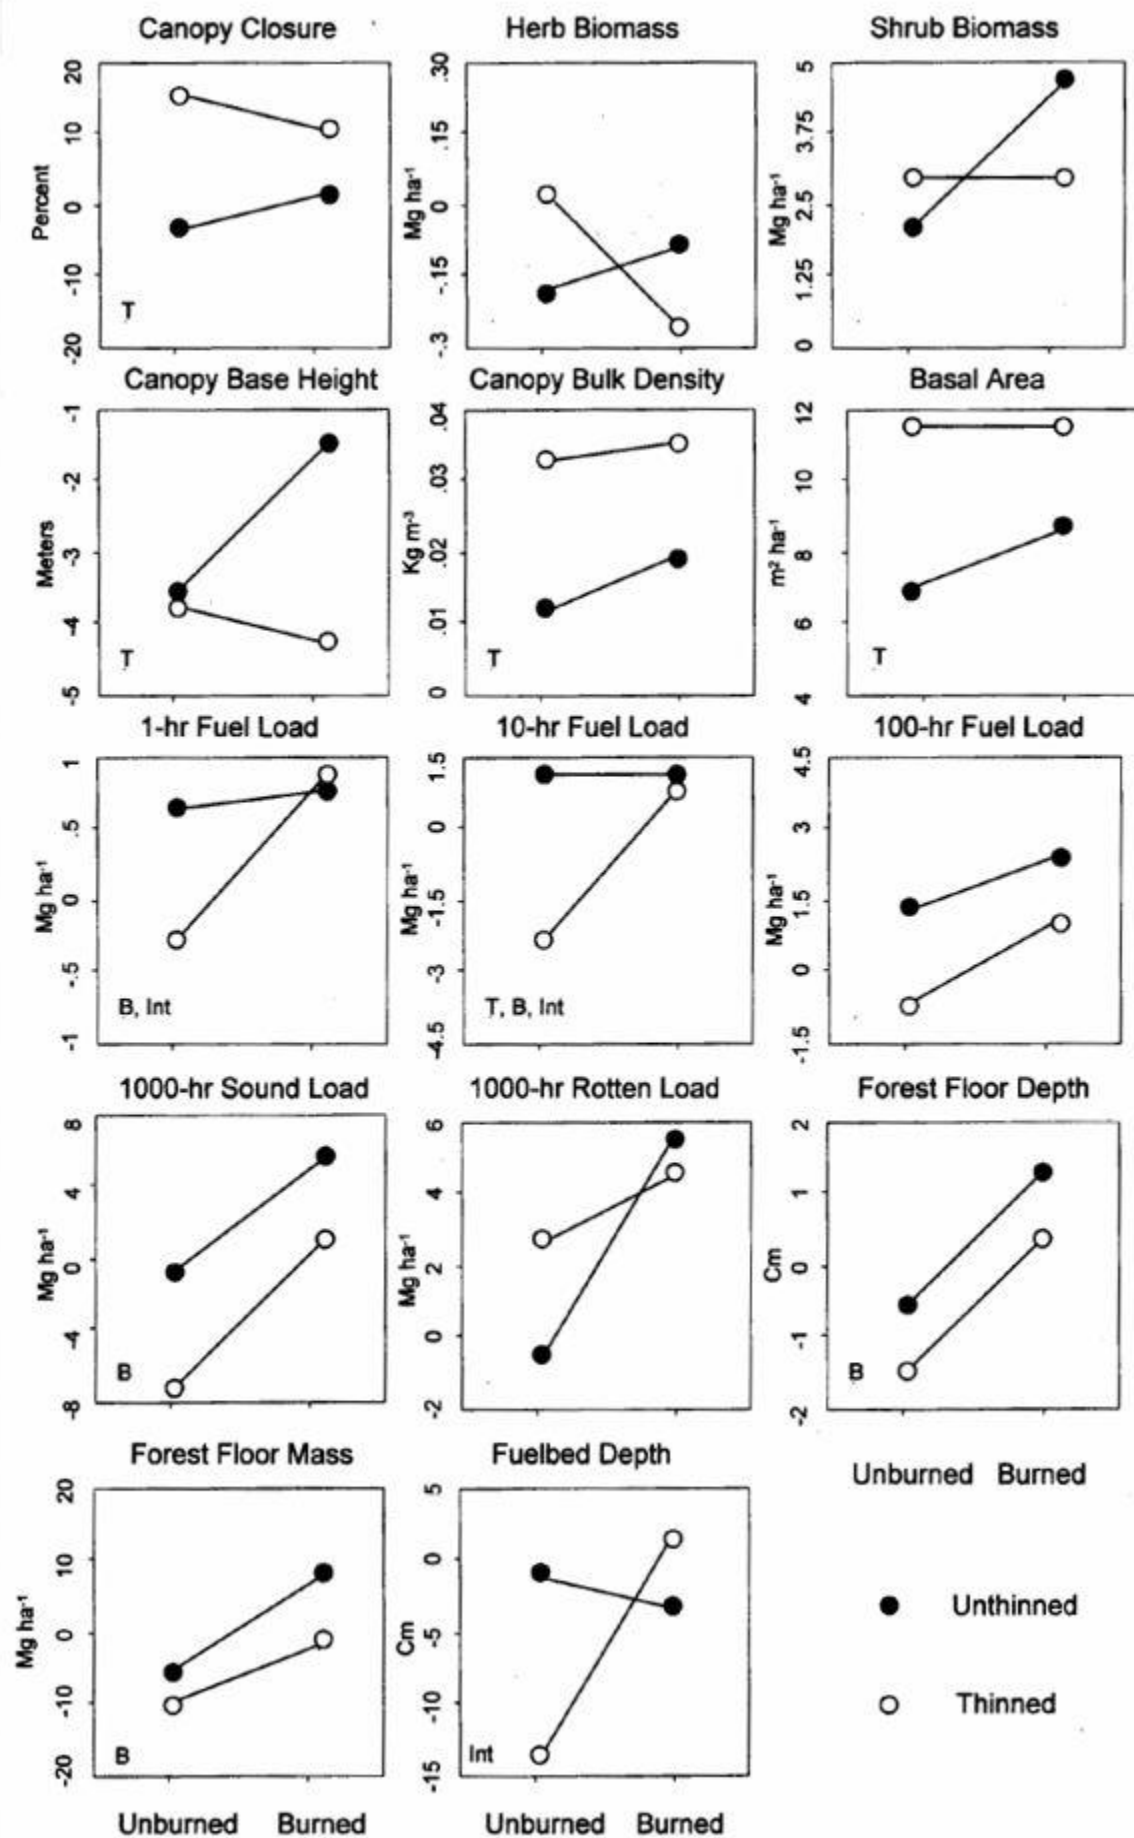 Canopy Closure
Percent
20
10
0
-10
-20
T
Herb Biomass
Mg ha-1
.30
.15
0
-.15
-.3
Shrub Biomass
Mg ha-1
5
3.75
2.5
1.25
0
Canopy Base Height
Meters
-1
-2
-3
-4
-5
T
Canopy Bulk Density
Kg m-3
.04
.03
.02
.01
0
T
Basal Area
m2 ha-1
12
10
8
6
4
T
1-hr Fuel Load
Mg ha-1
1
.5
0
-.5
-1
B, Int
10-hr Fuel Load
Mg ha-1
1.5
0
-1.5
-3
-4.5
T, B, Int
100-hr Fuel Load
Mg ha-1
4.5
3
1.5
0
-1.5
1000-hr Sound Load
Mg ha-1
8
4
0
-4
-8
B
1000-hr Rotten Load
Mg ha-1
6
4
2
0
-2
Forest Floor Depth
Cm
2
1
0
-1
-2
B
Forest Floor Mass
Mg ha-1
20
10
0
-10
-20
B
Unburned Burned
Fuelbed Depth
Cm
5
0
-5
-10
-15
Int
Unburned Burned
Unburned Burned
Unthinned
Thinned